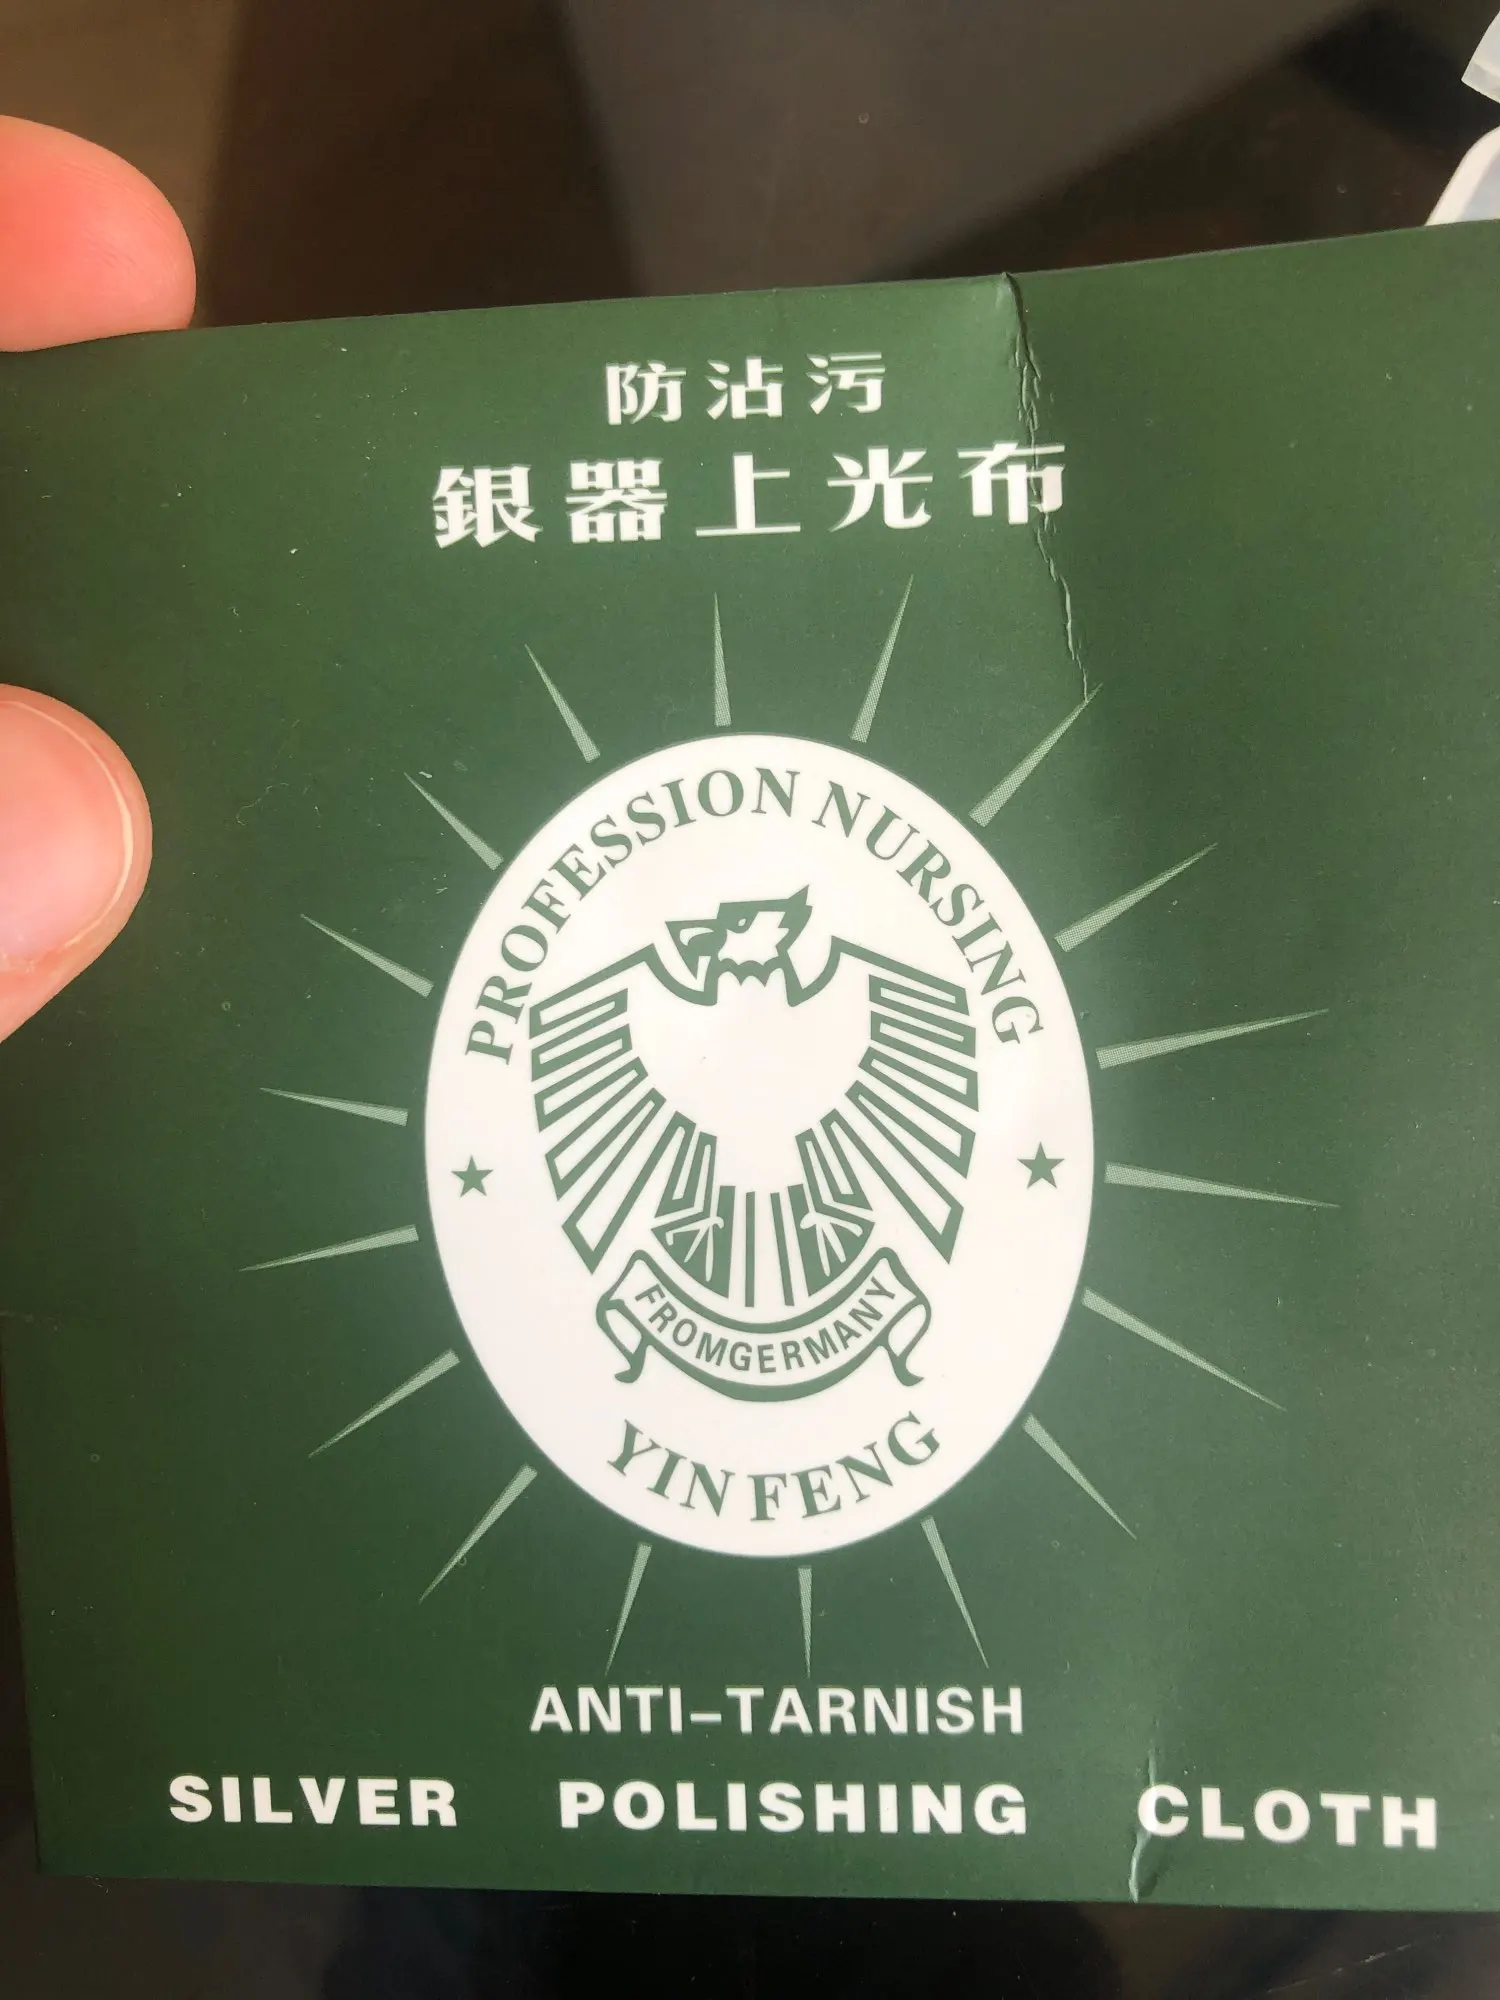 防沾污
銀器上光布
PROFESSION NURSING
FROMGERMANY
YIN FENG
ANTI-TARNISH
SILVER POLISHING CLOTH